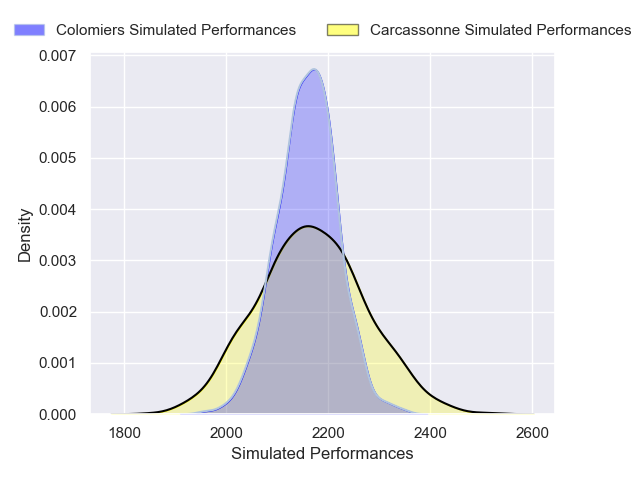 Colomiers Simulated Performances Carcassonne Simulated Performances
0.007
0.006
0.005
0.004
0.003
0.002
0.001
0.000
Density
1800 2000 2200 2400 2600
Simulated Performances